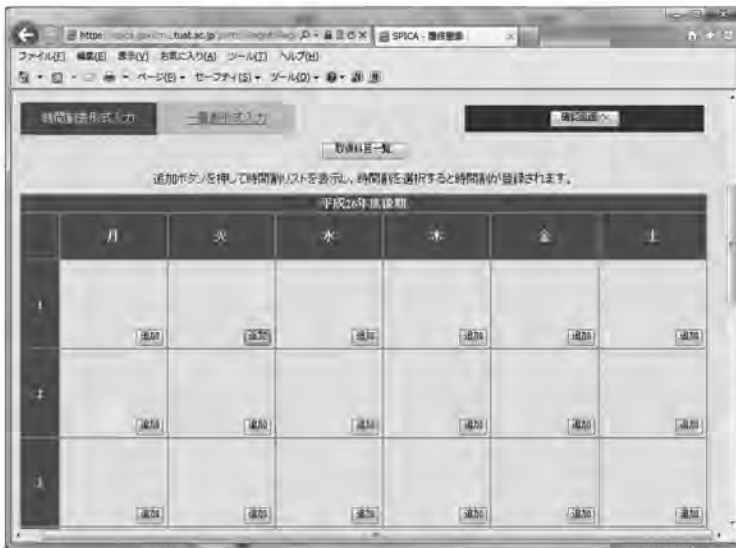 SPICA - 履修登録
ファイル(F) 編集(E) 表示(V) お気に入り(A) ツール(T) ヘルプ(H)
ページ(P) セーフティ(S) ツール(O)
時間割表形式入力 一覧表形式入力 確認画面へ
取得科目一覧
追加ボタンを押して時間割リストを表示し、時間割を選択すると時間割が登録されます。
平成26年度後期
月 火 水 木 金 土
1
追加 追加 追加 追加 追加 追加
2
追加 追加 追加 追加 追加 追加
3
追加 追加 追加 追加 追加 追加